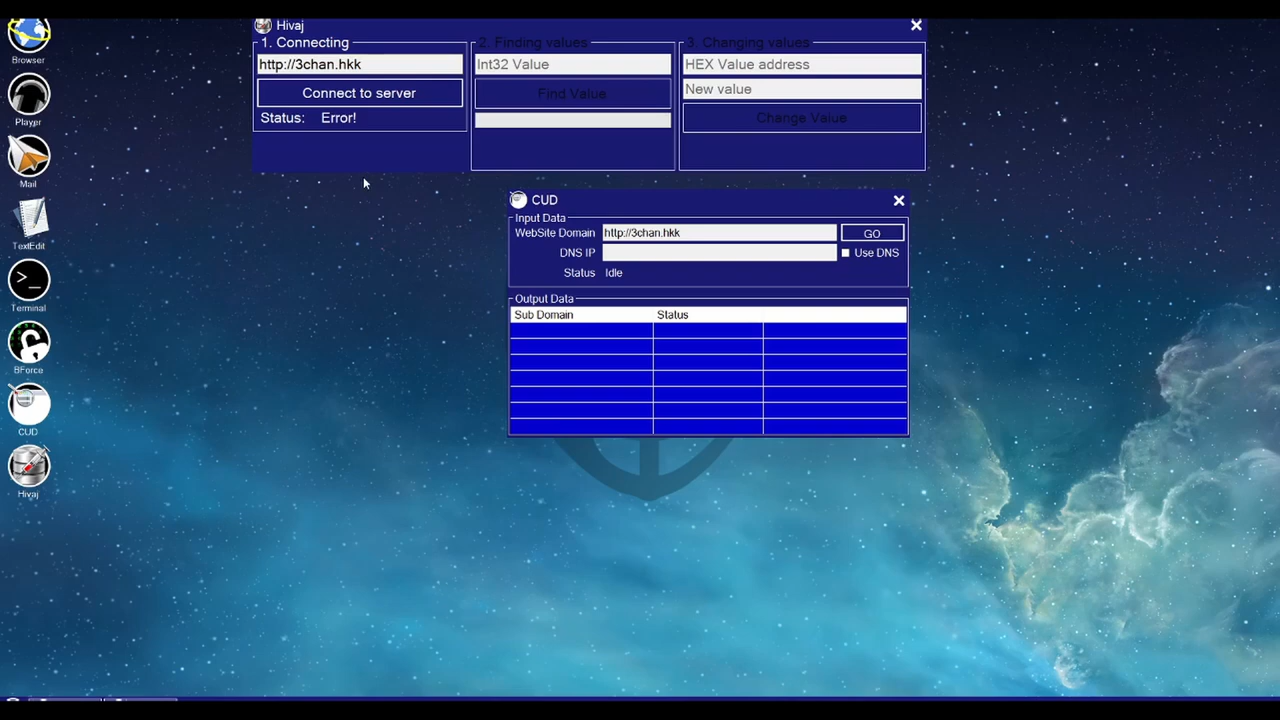 Browser
Player
Mail
TextEdit
Terminal
BForce
CUD
Hivaj
Hivaj
1. Connecting
http://3chan.hkk
Connect to server
Status: Error!
2. Finding values
Int32 Value
Find Value
3. Changing values
HEX Value address
New value
Change Value
CUD
Input Data
WebSite Domain http://3chan.hkk GO
DNS IP Use DNS
Status Idle
Output Data
Sub Domain Status